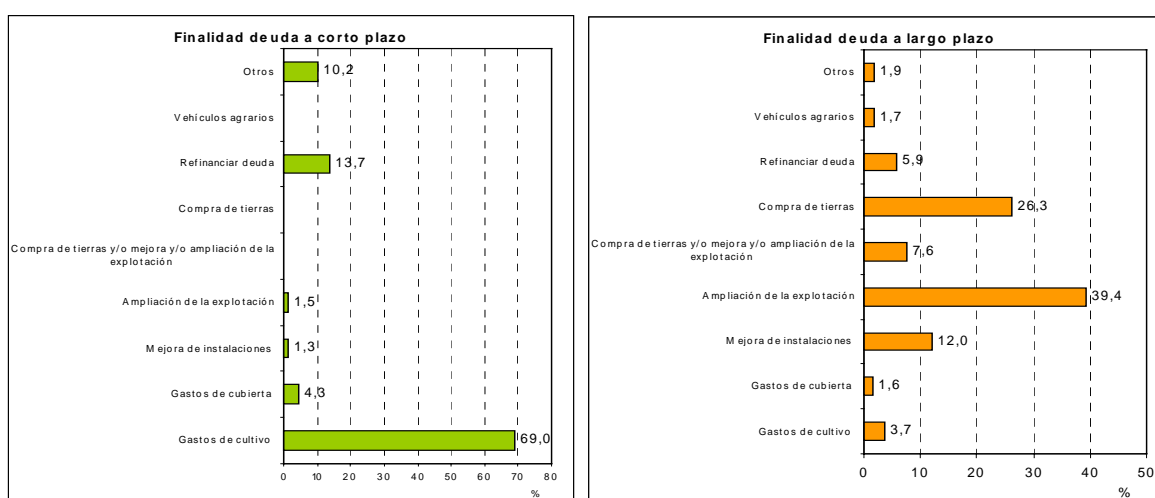 Finalidad deuda a corto plazo
Otros
10,2
Vehículos agrarios
Refinanciar deuda
13,7
Compra de tierras
Compra de tierras y/o mejora y/o ampliación de la
explotación
Ampliación de la explotación
1,5
Mejora de instalaciones
1,3
Gastos de cubierta
4,3
Gastos de cultivo
69,0
0 10 20 30 40 50 60 70 80
%
Finalidad deuda a largo plazo
Otros
1,9
Vehículos agrarios
1,7
Refinanciar deuda
5,9
Compra de tierras
26,3
Compra de tierras y/o mejora y/o ampliación de la
explotación
7,6
Ampliación de la explotación
39,4
Mejora de instalaciones
12,0
Gastos de cubierta
1,6
Gastos de cultivo
3,7
0 10 20 30 40 50
%